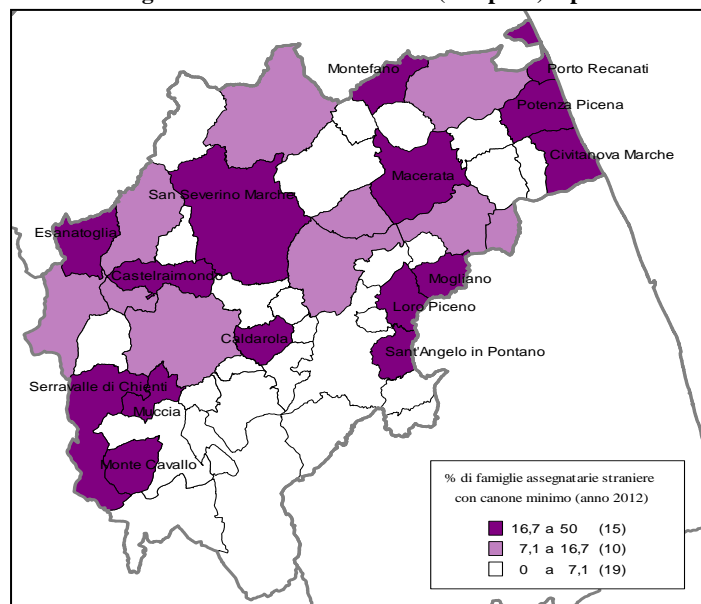 Montefano
Porto Recanati
Potenza Picena
Civitanova Marche
Macerata
San Severino Marche
Esanatoglia
Castelraimondo
Mogliano
Loro Piceno
Caldarola
Sant'Angelo in Pontano
Serravalle di Chienti
Muccia
Monte Cavallo
% di famiglie assegnatarie straniere
con canone minimo (anno 2012)
16,7 a 50 (15)
7,1 a 16,7 (10)
0 a 7,1 (19)